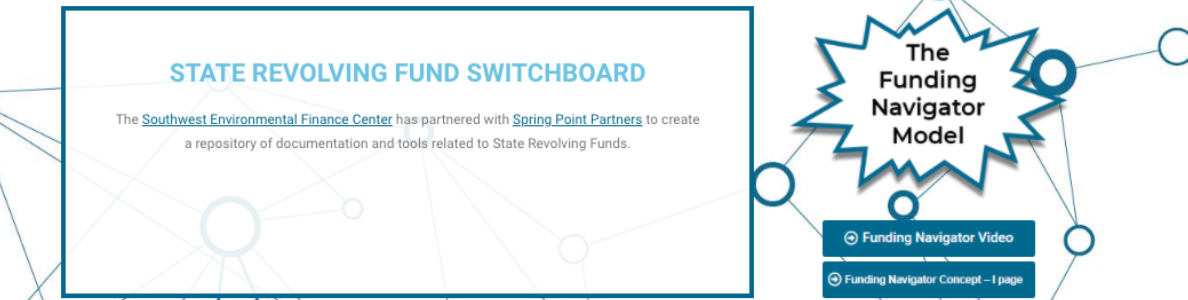 STATE REVOLVING FUND SWITCHBOARD
The Southwest Environmental Finance Center has partnered with Spring Point Partners to create
a repository of documentation and tools related to State Revolving Funds.
The
Funding
Navigator
Model
Funding Navigator Video
Funding Navigator Concept – I page